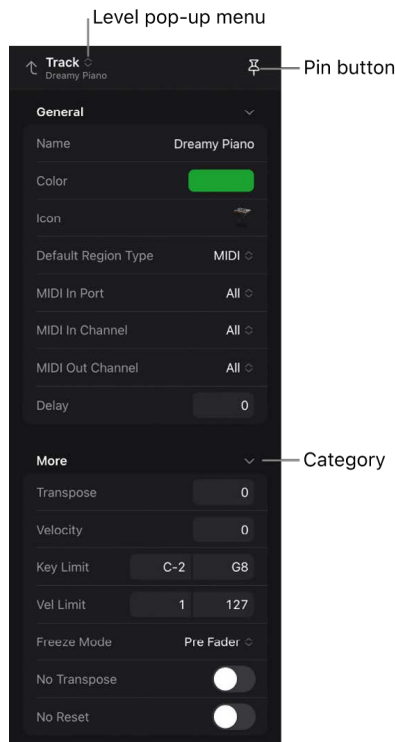 Level pop-up menu
Track
Dreamy Piano
Pin button
General
Name Dreamy Piano
Color
Icon
Default Region Type MIDI
MIDI In Port All
MIDI In Channel All
MIDI Out Channel All
Delay 0
More
Category
Transpose 0
Velocity 0
Key Limit C-2 G8
Vel Limit 1 127
Freeze Mode Pre Fader
No Transpose
No Reset